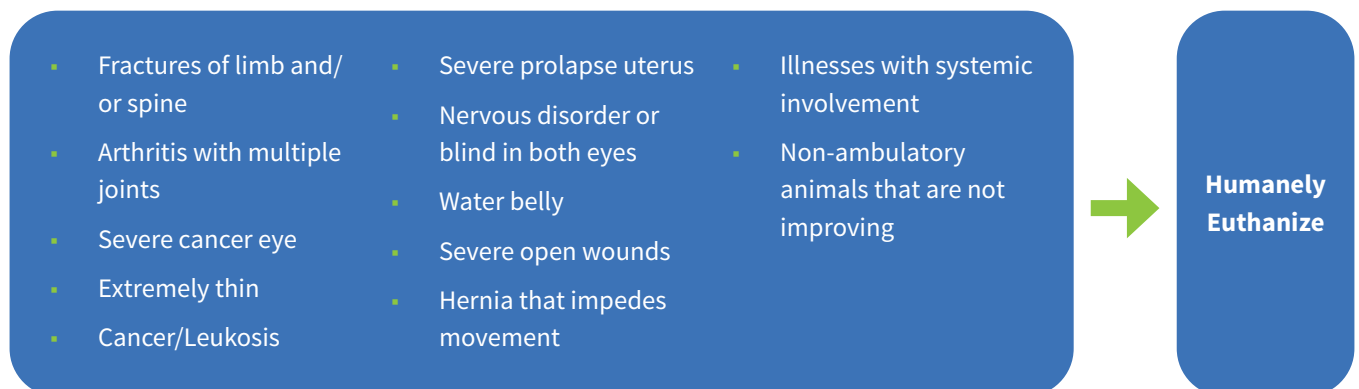 ▪ Fractures of limb and/
or spine
▪ Arthritis with multiple
joints
▪ Severe cancer eye
▪ Extremely thin
▪ Cancer/Leukosis
▪ Severe prolapse uterus
▪ Nervous disorder or
blind in both eyes
▪ Water belly
▪ Severe open wounds
▪ Hernia that impedes
movement
▪ Illnesses with systemic
involvement
▪ Non-ambulatory
animals that are not
improving
Humanely
Euthanize